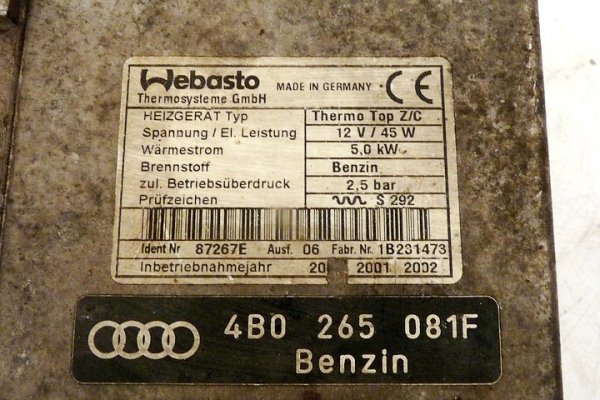 Webasto MADE IN GERMANY CE
Thermosysteme GmbH
HEIZGERÄT Typ Thermo Top Z/C
Spannung / El. Leistung 12 V / 45 W
Wärmestrom 5,0 kW
Brennstoff Benzin
zul. Betriebsüberdruck 2,5 bar
Prüfzeichen S 292
Ident Nr 87267E Ausf. 06 Fabr. Nr. 1B231473
Inbetriebnahmejahr 2001 2002
4B0 265 081F
Benzin